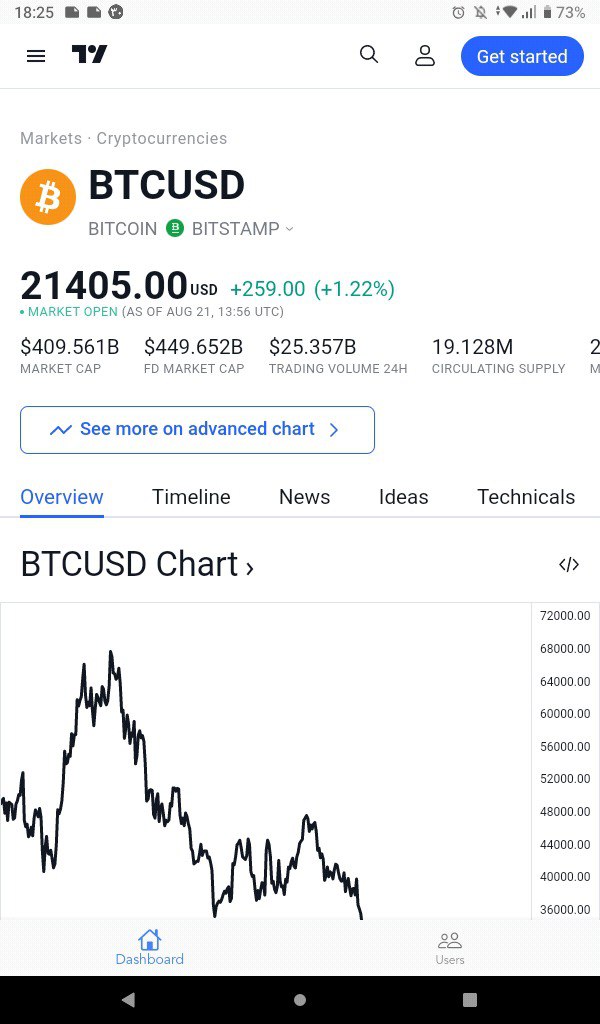 18:25 73%
Get started
Markets · Cryptocurrencies
BTCUSD
BITCOIN BITSTAMP
21405.00 USD +259.00 (+1.22%)
• MARKET OPEN (AS OF AUG 21, 13:56 UTC)
$409.561B $449.652B $25.357B 19.128M 2
MARKET CAP FD MARKET CAP TRADING VOLUME 24H CIRCULATING SUPPLY M
See more on advanced chart
Overview Timeline News Ideas Technicals
BTCUSD Chart ›
72000.00
68000.00
64000.00
60000.00
56000.00
52000.00
48000.00
44000.00
40000.00
36000.00
Dashboard Users